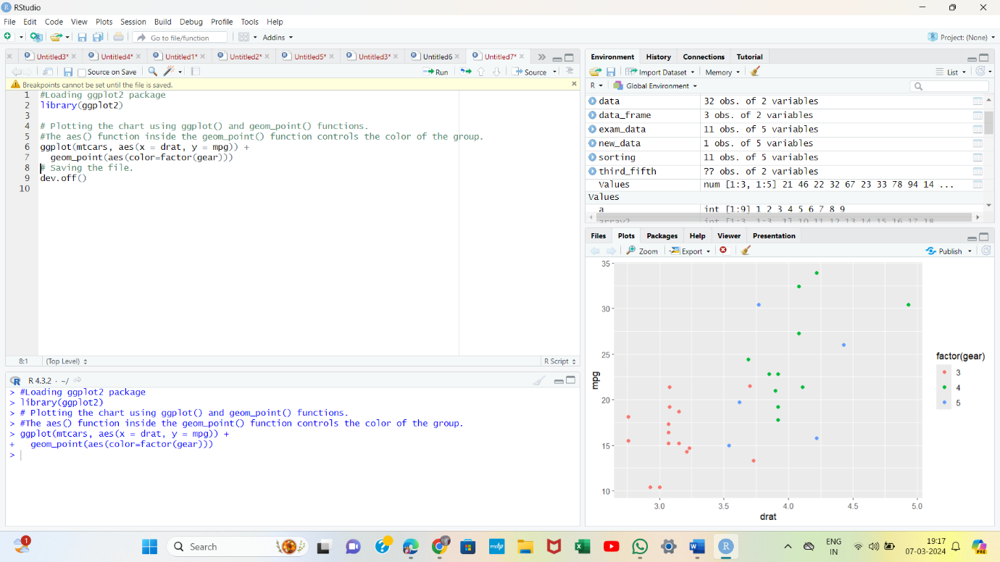 RStudio
File Edit Code View Plots Session Build Debug Profile Tools Help
Go to file/function Addins Project: (None)
Untitled3* Untitled4* Untitled1* Untitled2* Untitled5* Untitled3* Untitled6 Untitled7*
Source on Save Run Source
Breakpoints cannot be set until the file is saved.
1 #Loading ggplot2 package
2 library(ggplot2)
3
4 # Plotting the chart using ggplot() and geom_point() functions.
5 #The aes() function inside the geom_point() function controls the color of the group.
6 ggplot(mtcars, aes(x = drat, y = mpg)) +
7 geom_point(aes(color=factor(gear)))
8 # Saving the file.
9 dev.off()
10
8:1 (Top Level) R Script
R 4.3.2 · ~/
> #Loading ggplot2 package
> library(ggplot2)
> # Plotting the chart using ggplot() and geom_point() functions.
> #The aes() function inside the geom_point() function controls the color of the group.
> ggplot(mtcars, aes(x = drat, y = mpg)) +
+ geom_point(aes(color=factor(gear)))
>
Environment History Connections Tutorial
Import Dataset Memory List
R Global Environment
data 32 obs. of 2 variables
data_frame 3 obs. of 2 variables
exam_data 11 obs. of 5 variables
new_data 1 obs. of 5 variables
sorting 11 obs. of 5 variables
third_fifth ?? obs. of 2 variables
Values num [1:3, 1:5] 21 46 22 32 67 23 33 78 94 14 ...
Values
a int [1:9] 1 2 3 4 5 6 7 8 9
array2 int [1:3, 1:3, 1] 10 11 12 13 14 15 16 17 18
Files Plots Packages Help Viewer Presentation
Zoom Export Publish
35
30
25
20
15
10
mpg
3.0 3.5 4.0 4.5 5.0
drat
factor(gear)
3
4
5
1
Search
ENG
IN
19:17
07-03-2024
PRE